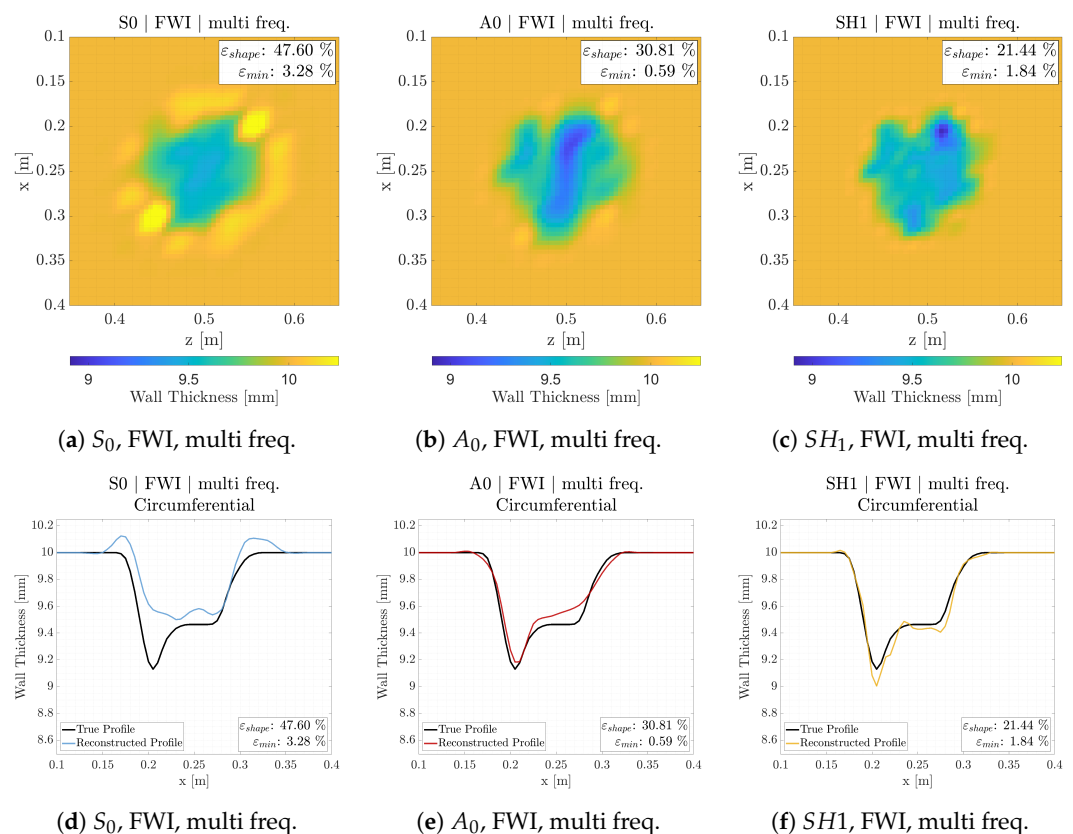 S0 | FWI | multi freq.
ε_shape: 47.60 %
ε_min: 3.28 %
0.1
0.15
0.2
0.25
0.3
0.35
0.4
x [m]
0.4 0.5 0.6
z [m]
9 9.5 10
Wall Thickness [mm]
(a) S₀, FWI, multi freq.
A0 | FWI | multi freq.
ε_shape: 30.81 %
ε_min: 0.59 %
0.1
0.15
0.2
0.25
0.3
0.35
0.4
x [m]
0.4 0.5 0.6
z [m]
9 9.5 10
Wall Thickness [mm]
(b) A₀, FWI, multi freq.
SH1 | FWI | multi freq.
ε_shape: 21.44 %
ε_min: 1.84 %
0.1
0.15
0.2
0.25
0.3
0.35
0.4
x [m]
0.4 0.5 0.6
z [m]
9 9.5 10
Wall Thickness [mm]
(c) SH₁, FWI, multi freq.
S0 | FWI | multi freq.
Circumferential
10.2
10
9.8
9.6
9.4
9.2
9
8.8
8.6
Wall Thickness [mm]
True Profile
Reconstructed Profile
ε_shape: 47.60 %
ε_min: 3.28 %
0.1 0.15 0.2 0.25 0.3 0.35 0.4
x [m]
(d) S₀, FWI, multi freq.
A0 | FWI | multi freq.
Circumferential
10.2
10
9.8
9.6
9.4
9.2
9
8.8
8.6
Wall Thickness [mm]
True Profile
Reconstructed Profile
ε_shape: 30.81 %
ε_min: 0.59 %
0.1 0.15 0.2 0.25 0.3 0.35 0.4
x [m]
(e) A₀, FWI, multi freq.
SH1 | FWI | multi freq.
Circumferential
10.2
10
9.8
9.6
9.4
9.2
9
8.8
8.6
Wall Thickness [mm]
True Profile
Reconstructed Profile
ε_shape: 21.44 %
ε_min: 1.84 %
0.1 0.15 0.2 0.25 0.3 0.35 0.4
x [m]
(f) SH1, FWI, multi freq.